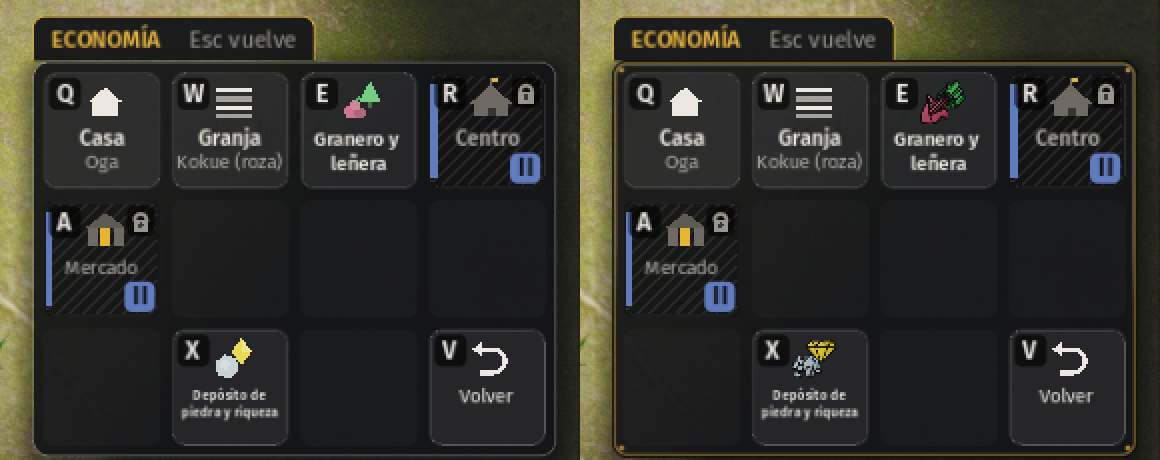 ECONOMÍA Esc vuelve
Q W E R
Casa Granja Granero y leñera Centro
Oga Kokue (roza)
A
Mercado
X V
Depósito de piedra y riqueza Volver
ECONOMÍA Esc vuelve
Q W E R
Casa Granja Granero y leñera Centro
Oga Kokue (roza)
A
Mercado
X V
Depósito de piedra y riqueza Volver